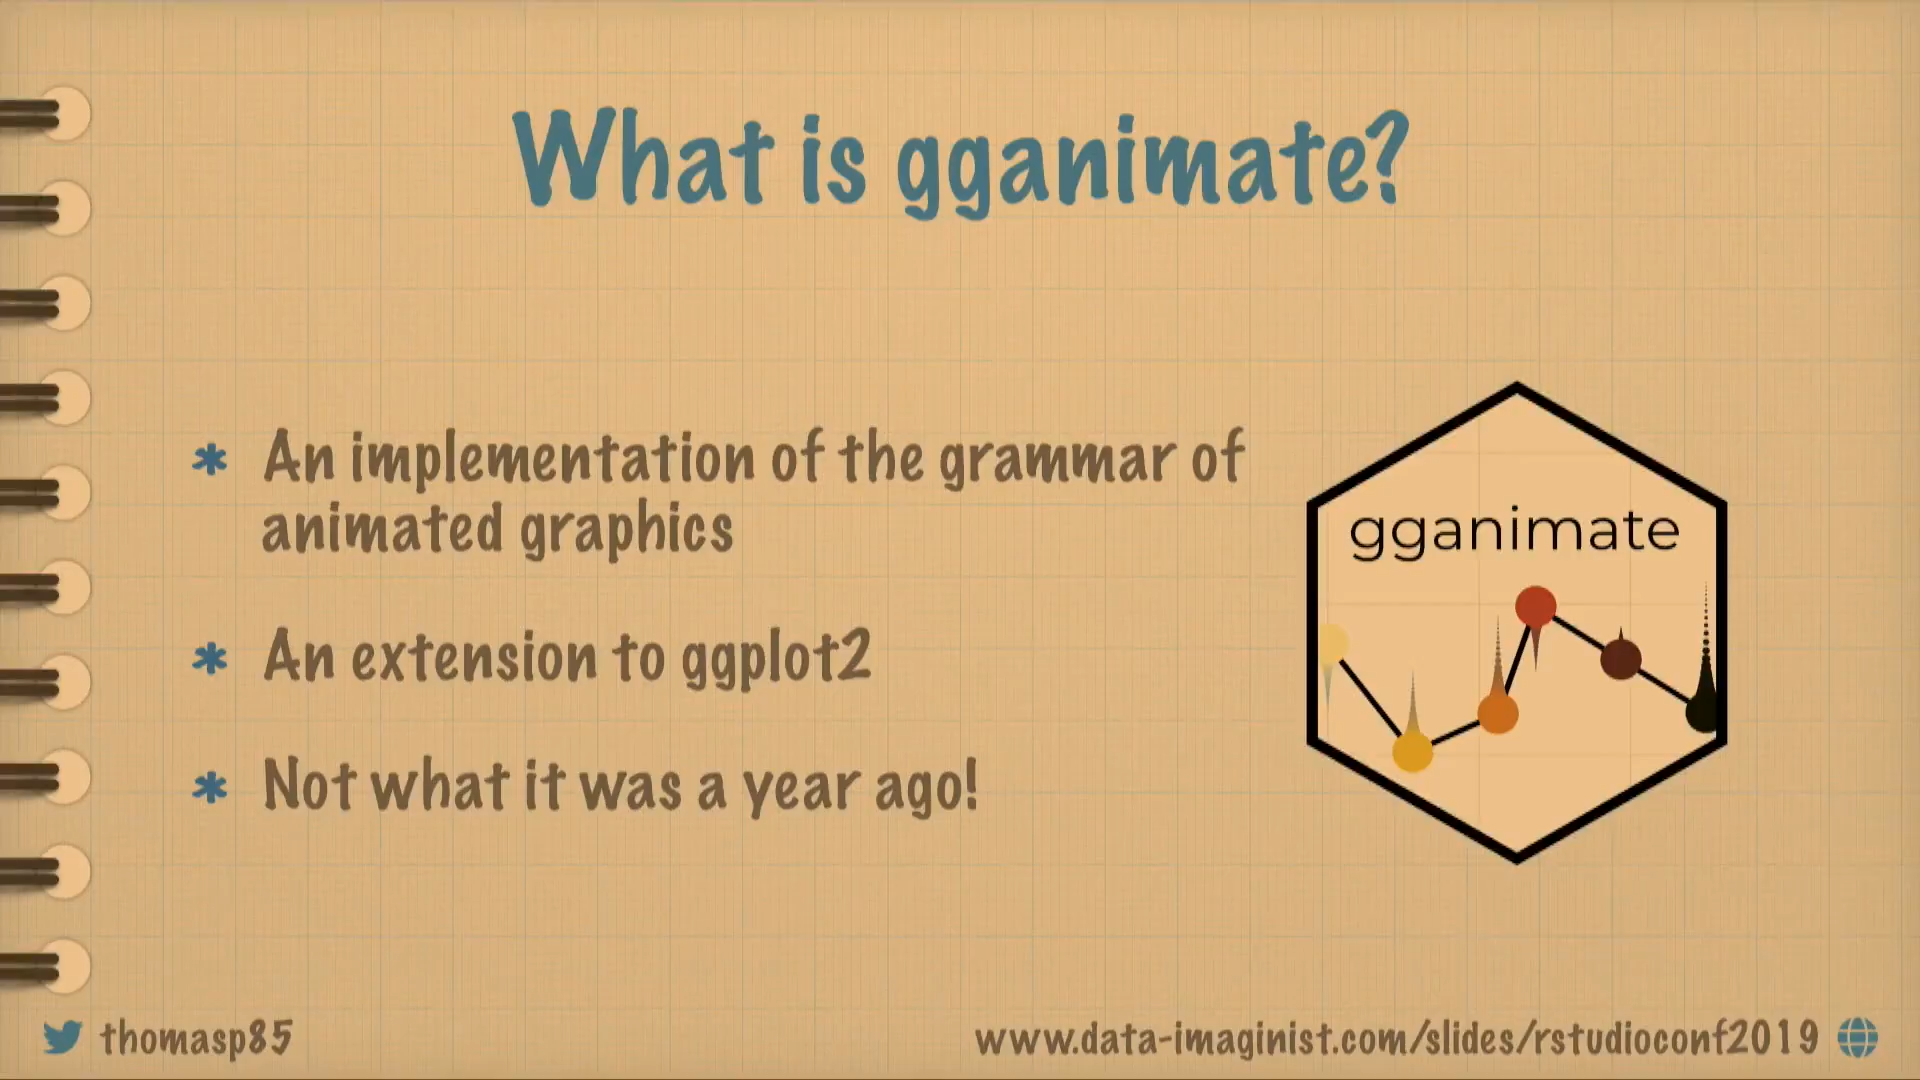 What is gganimate?
* An implementation of the grammar of
animated graphics
* An extension to ggplot2
* Not what it was a year ago!
gganimate
thomasp85
www.data-imaginist.com/slides/rstudioconf2019